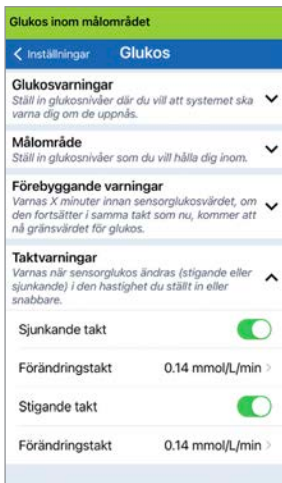 Glukos inom målområdet
Inställningar Glukos
Glukosvarningar
Ställ in glukosnivåer där du vill att systemet ska
varna dig om de uppnås.
Målområde
Ställ in glukosnivåer som du vill hålla dig inom.
Förebyggande varningar
Varnas X minuter innan sensorglukosvärdet, om
den fortsätter i samma takt som nu, kommer att
nå gränsvärdet för glukos.
Taktvarningar
Varnas när sensorglukos ändras (stigande eller
sjunkande) i den hastighet du ställt in eller
snabbare.
Sjunkande takt
Förändringstakt 0.14 mmol/L/min
Stigande takt
Förändringstakt 0.14 mmol/L/min